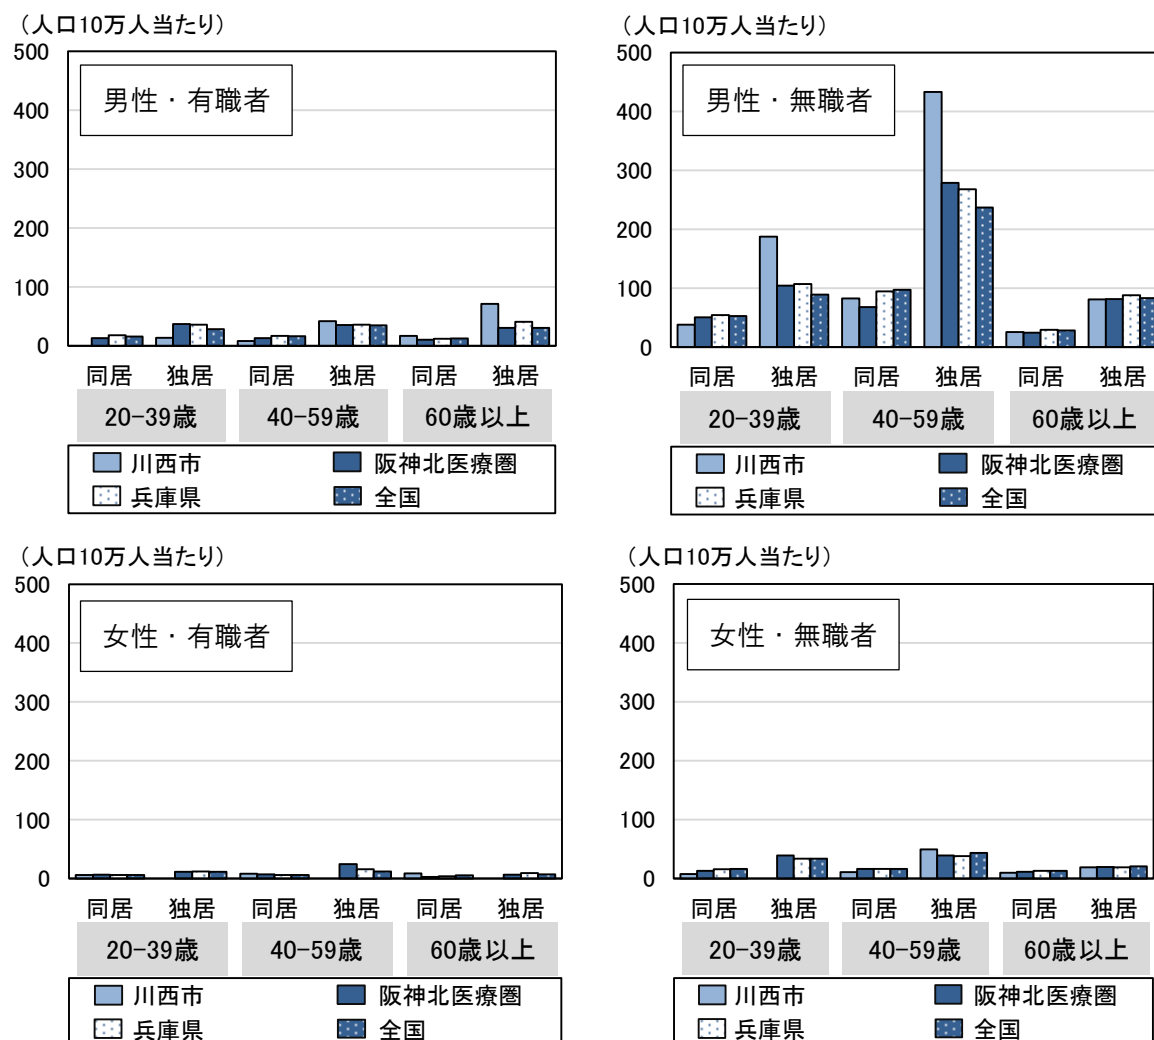 (人口10万人当たり)
男性・有職者
500
400
300
200
100
0
同居 独居 同居 独居 同居 独居
20-39歳 40-59歳 60歳以上
川西市 阪神北医療圏
兵庫県 全国
(人口10万人当たり)
男性・無職者
500
400
300
200
100
0
同居 独居 同居 独居 同居 独居
20-39歳 40-59歳 60歳以上
川西市 阪神北医療圏
兵庫県 全国
(人口10万人当たり)
女性・有職者
500
400
300
200
100
0
同居 独居 同居 独居 同居 独居
20-39歳 40-59歳 60歳以上
川西市 阪神北医療圏
兵庫県 全国
(人口10万人当たり)
女性・無職者
500
400
300
200
100
0
同居 独居 同居 独居 同居 独居
20-39歳 40-59歳 60歳以上
川西市 阪神北医療圏
兵庫県 全国